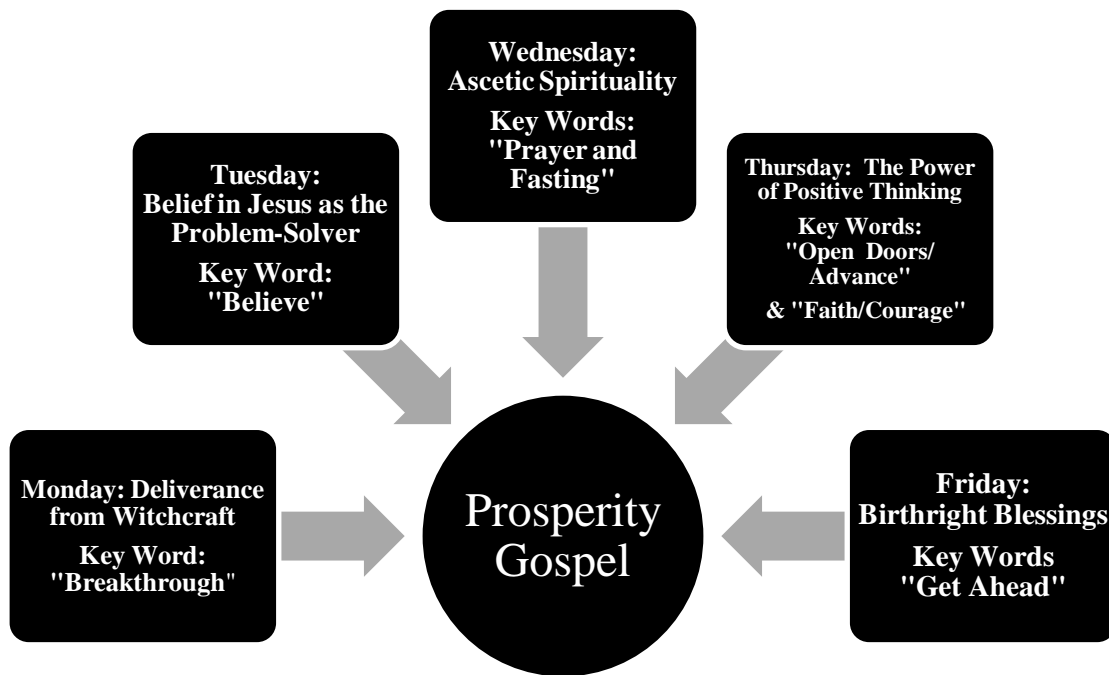 Monday: Deliverance
from Witchcraft
Key Word:
"Breakthrough"
Tuesday:
Belief in Jesus as the
Problem-Solver
Key Word:
"Believe"
Wednesday:
Ascetic Spirituality
Key Words:
"Prayer and
Fasting"
Thursday: The Power
of Positive Thinking
Key Words:
"Open Doors/
Advance"
& "Faith/Courage"
Friday:
Birthright Blessings
Key Words
"Get Ahead"
Prosperity
Gospel